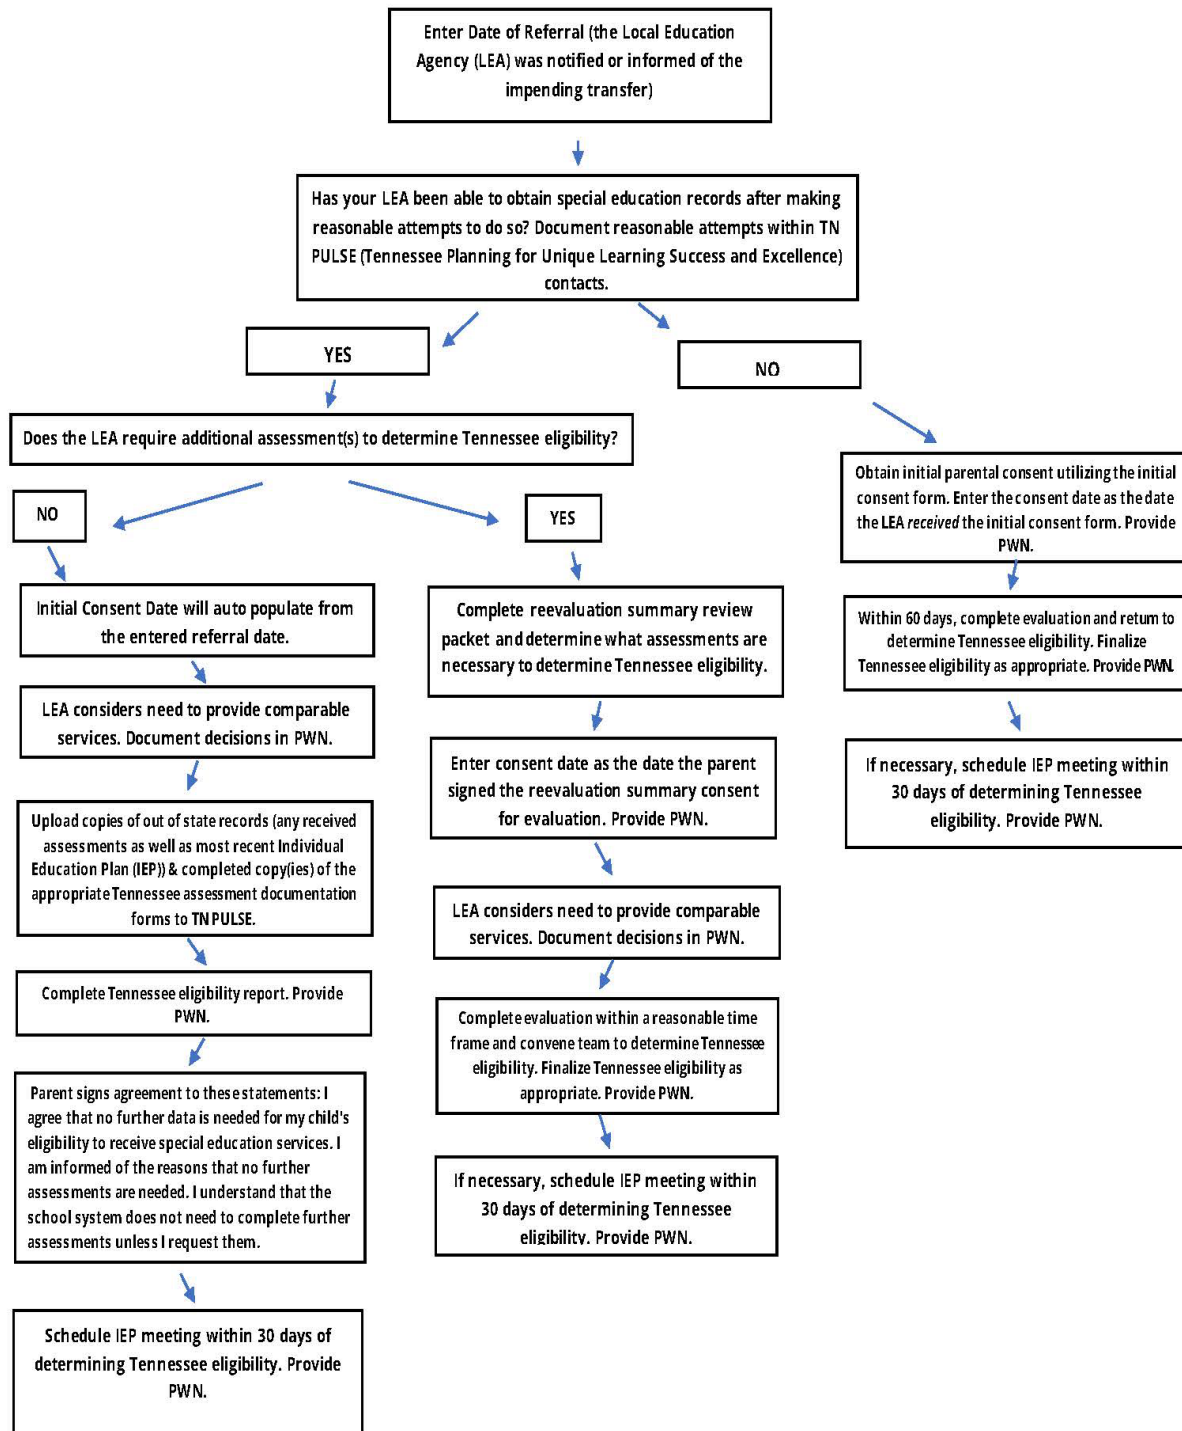 Enter Date of Referral (the Local Education
Agency (LEA) was notified or informed of the
impending transfer)
Has your LEA been able to obtain special education records after making
reasonable attempts to do so? Document reasonable attempts within TN
PULSE (Tennessee Planning for Unique Learning Success and Excellence)
contacts.
YES
NO
Does the LEA require additional assessment(s) to determine Tennessee eligibility?
NO
YES
Initial Consent Date will auto populate from
the entered referral date.
LEA considers need to provide comparable
services. Document decisions in PWN.
Upload copies of out of state records (any received
assessments as well as most recent Individual
Education Plan (IEP)) & completed copy(ies) of the
appropriate Tennessee assessment documentation
forms to TN PULSE.
Complete Tennessee eligibility report. Provide
PWN.
Parent signs agreement to these statements: I
agree that no further data is needed for my child's
eligibility to receive special education services. I
am informed of the reasons that no further
assessments are needed. I understand that the
school system does not need to complete further
assessments unless I request them.
Schedule IEP meeting within 30 days of
determining Tennessee eligibility. Provide
PWN.
Complete reevaluation summary review
packet and determine what assessments are
necessary to determine Tennessee eligibility.
Enter consent date as the date the parent
signed the reevaluation summary consent
for evaluation. Provide PWN.
LEA considers need to provide comparable
services. Document decisions in PWN.
Complete evaluation within a reasonable time
frame and convene team to determine Tennessee
eligibility. Finalize Tennessee eligibility as
appropriate. Provide PWN.
If necessary, schedule IEP meeting within
30 days of determining Tennessee
eligibility. Provide PWN.
Obtain initial parental consent utilizing the initial
consent form. Enter the consent date as the date
the LEA received the initial consent form. Provide
PWN.
Within 60 days, complete evaluation and return to
determine Tennessee eligibility. Finalize
Tennessee eligibility as appropriate. Provide PWN.
If necessary, schedule IEP meeting within
30 days of determining Tennessee
eligibility. Provide PWN.